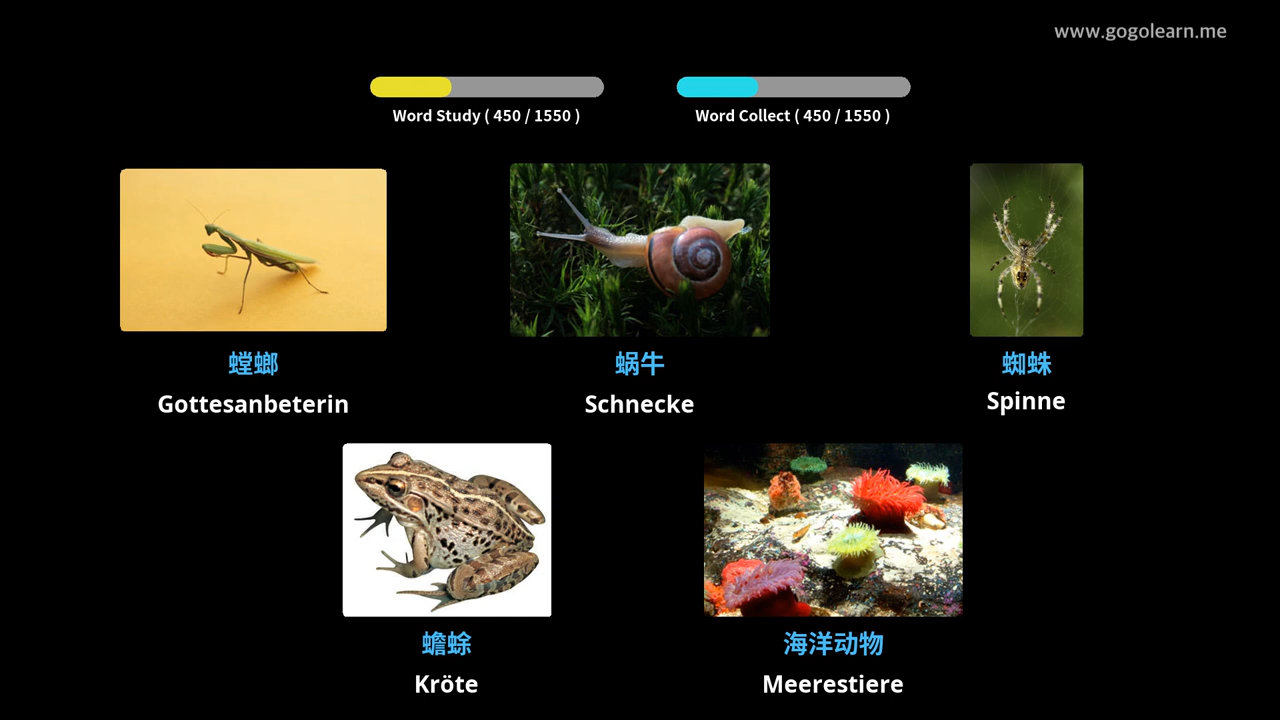 www.gogolearn.me
Word Study ( 450 / 1550 )
Word Collect ( 450 / 1550 )
螳螂
Gottesanbeterin
蜗牛
Schnecke
蜘蛛
Spinne
蟾蜍
Kröte
海洋动物
Meerestiere